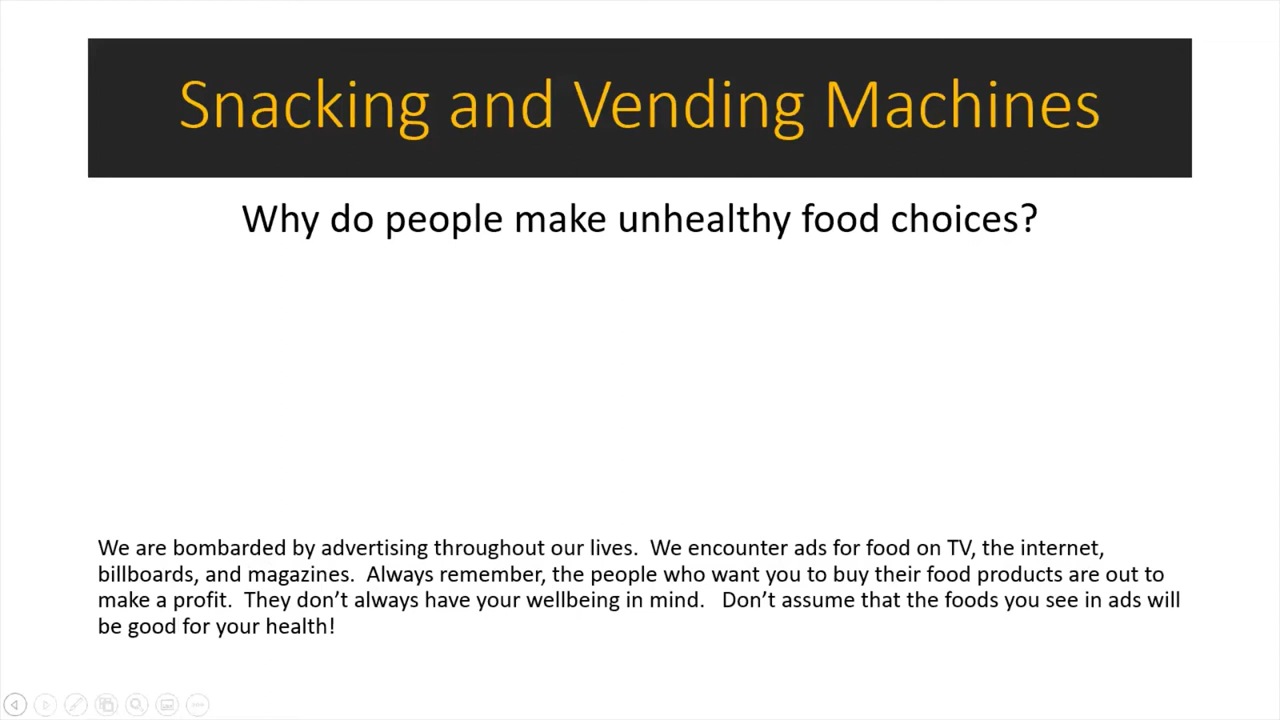 Snacking and Vending Machines
Why do people make unhealthy food choices?
We are bombarded by advertising throughout our lives.  We encounter ads for food on TV, the internet,
billboards, and magazines.  Always remember, the people who want you to buy their food products are out to
make a profit.  They don’t always have your wellbeing in mind.   Don’t assume that the foods you see in ads will
be good for your health!